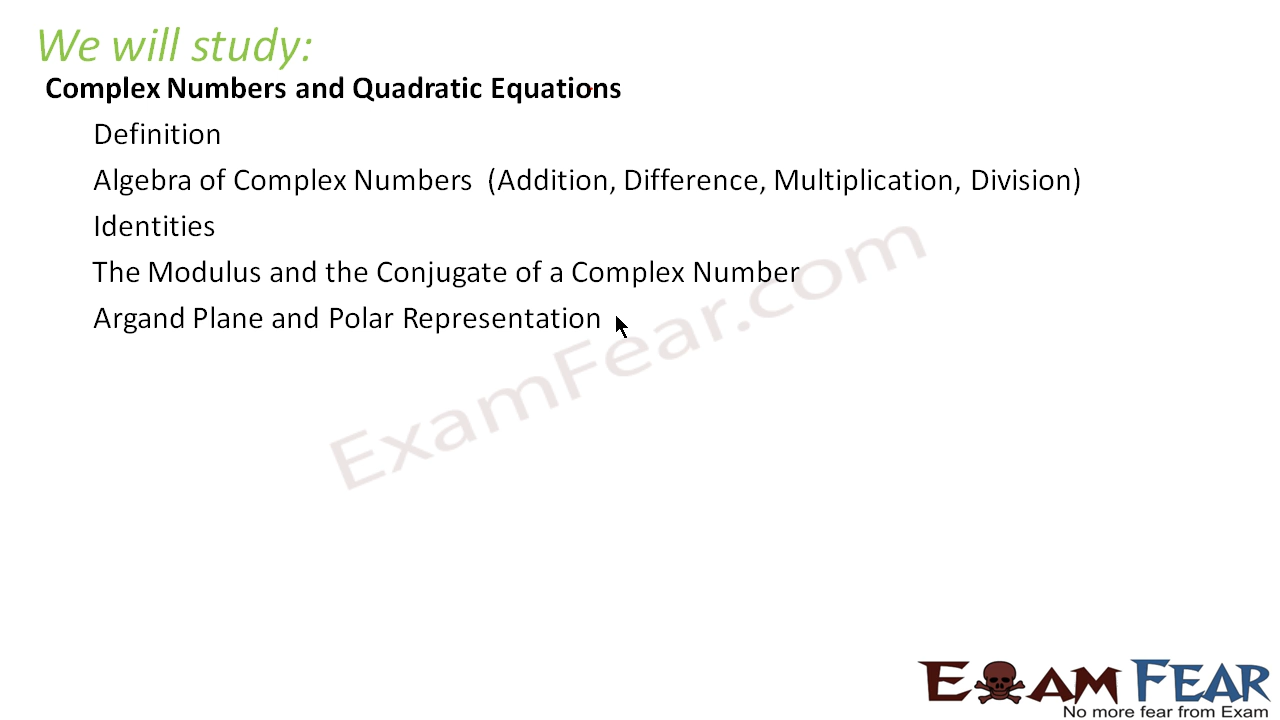 We will study:
Complex Numbers and Quadratic Equations
Definition
Algebra of Complex Numbers (Addition, Difference, Multiplication, Division)
Identities
The Modulus and the Conjugate of a Complex Number
Argand Plane and Polar Representation
ExamFear.com
EXAM FEAR
No more fear from Exam